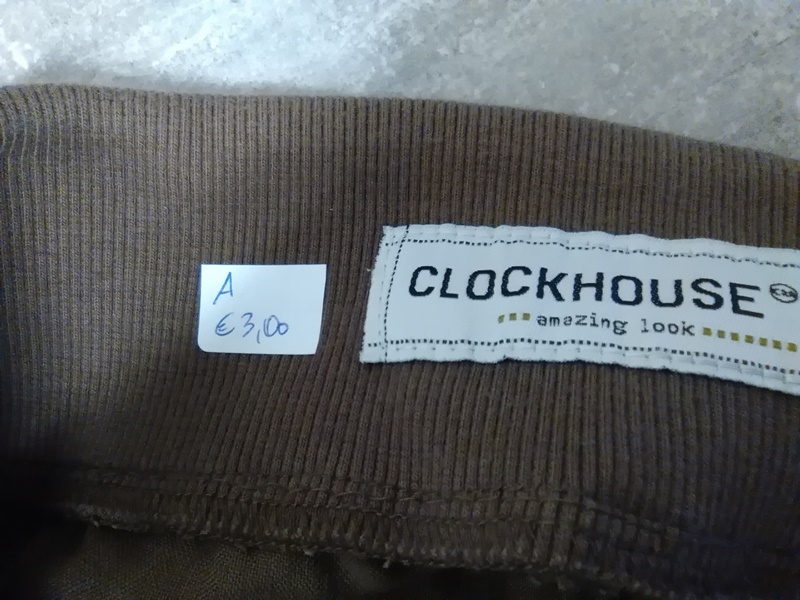 A
€3,00
CLOCKHOUSE
amazing look